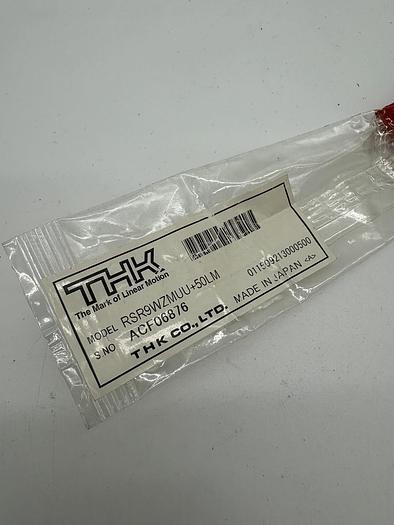 THK
The Mark of Linear Motion
MODEL RSR9WZMUU+50LM
S NO ACF06876
011509213000500
THK CO., LTD. MADE IN JAPAN <A>